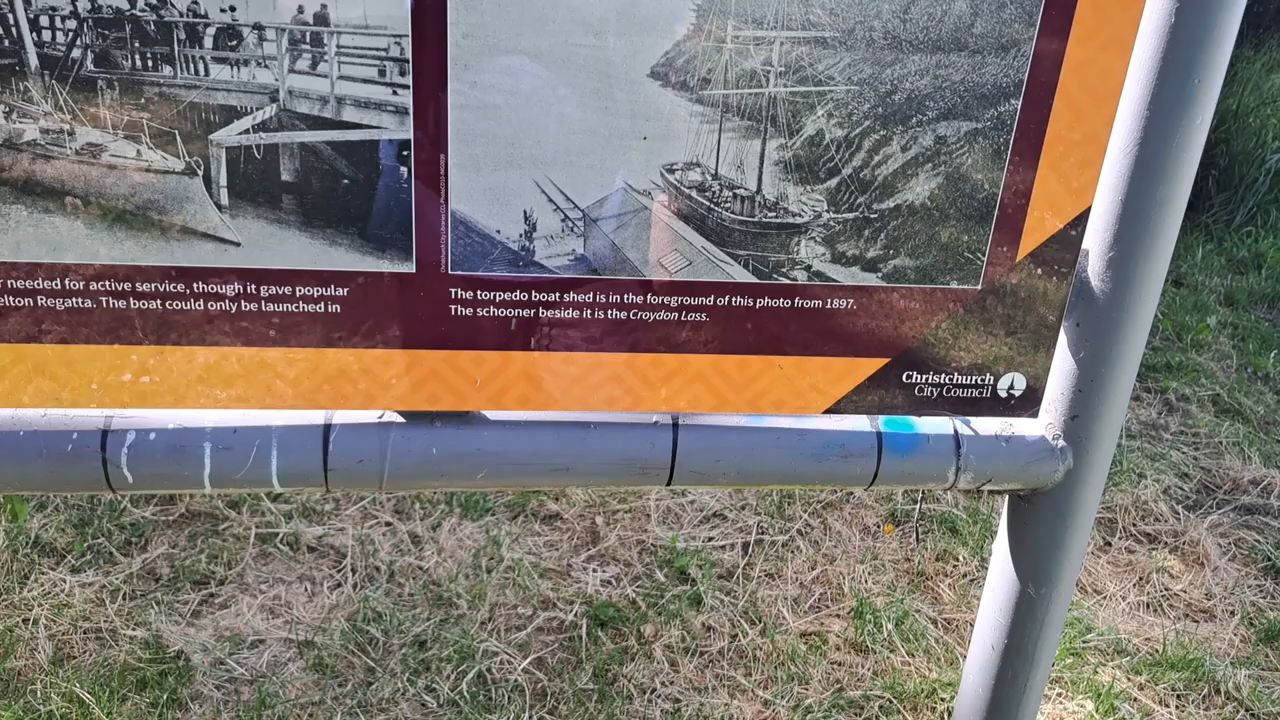 r needed for active service, though it gave popular
elton Regatta. The boat could only be launched in
The torpedo boat shed is in the foreground of this photo from 1897.
The schooner beside it is the Croydon Lass.
Christchurch
City Council